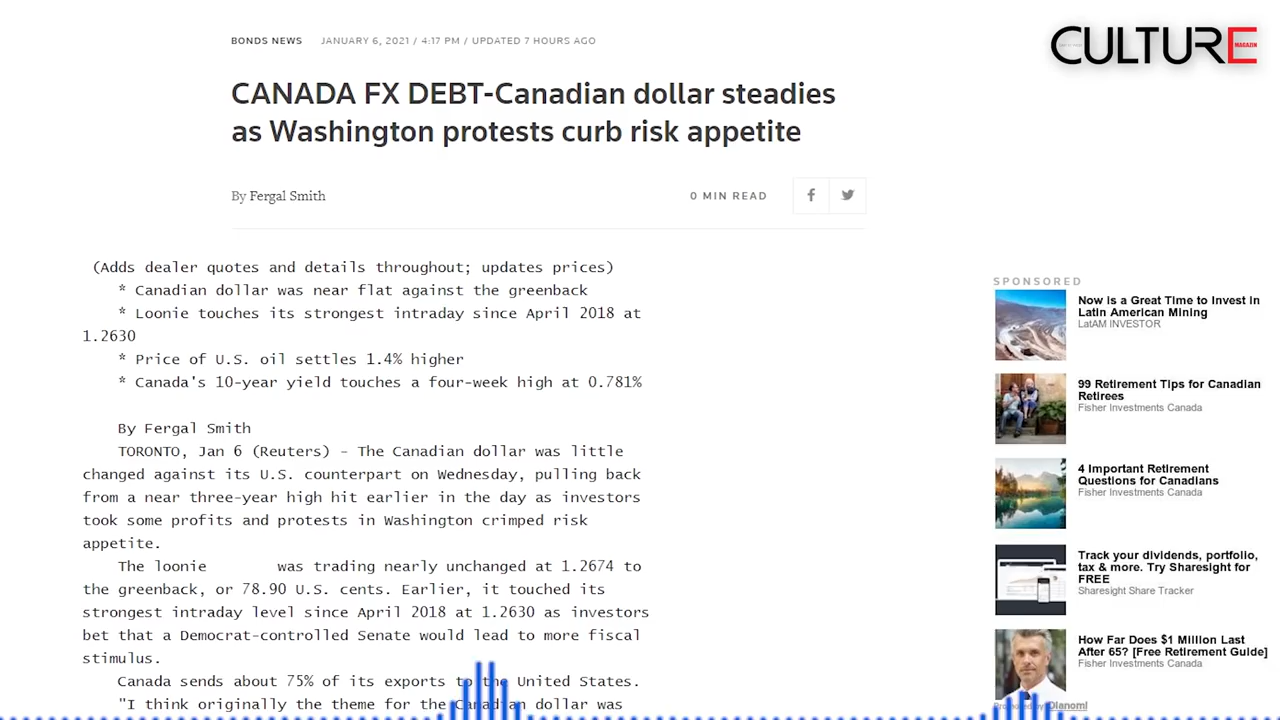 CULTURE
MAGAZIN
BONDS NEWS JANUARY 6, 2021 / 4:17 PM / UPDATED 7 HOURS AGO
CANADA FX DEBT-Canadian dollar steadies
as Washington protests curb risk appetite
By Fergal Smith
0 MIN READ
(Adds dealer quotes and details throughout; updates prices)
* Canadian dollar was near flat against the greenback
* Loonie touches its strongest intraday since April 2018 at
1.2630
* Price of U.S. oil settles 1.4% higher
* Canada's 10-year yield touches a four-week high at 0.781%
By Fergal Smith
TORONTO, Jan 6 (Reuters) - The Canadian dollar was little
changed against its U.S. counterpart on Wednesday, pulling back
from a near three-year high hit earlier in the day as investors
took some profits and protests in Washington crimped risk
appetite.
The loonie was trading nearly unchanged at 1.2674 to
the greenback, or 78.90 U.S. cents. Earlier, it touched its
strongest intraday level since April 2018 at 1.2630 as investors
bet that a Democrat-controlled Senate would lead to more fiscal
stimulus.
Canada sends about 75% of its exports to the United States.
"I think originally the theme for the Canadian dollar was
SPONSORED
Now is a Great Time to Invest in
Latin American Mining
LatAM INVESTOR
99 Retirement Tips for Canadian
Retirees
Fisher Investments Canada
4 Important Retirement
Questions for Canadians
Fisher Investments Canada
Track your dividends, portfolio,
tax & more. Try Sharesight for
FREE
Sharesight Share Tracker
How Far Does $1 Million Last
After 65? [Free Retirement Guide]
Fisher Investments Canada
Promoted by Dianomi